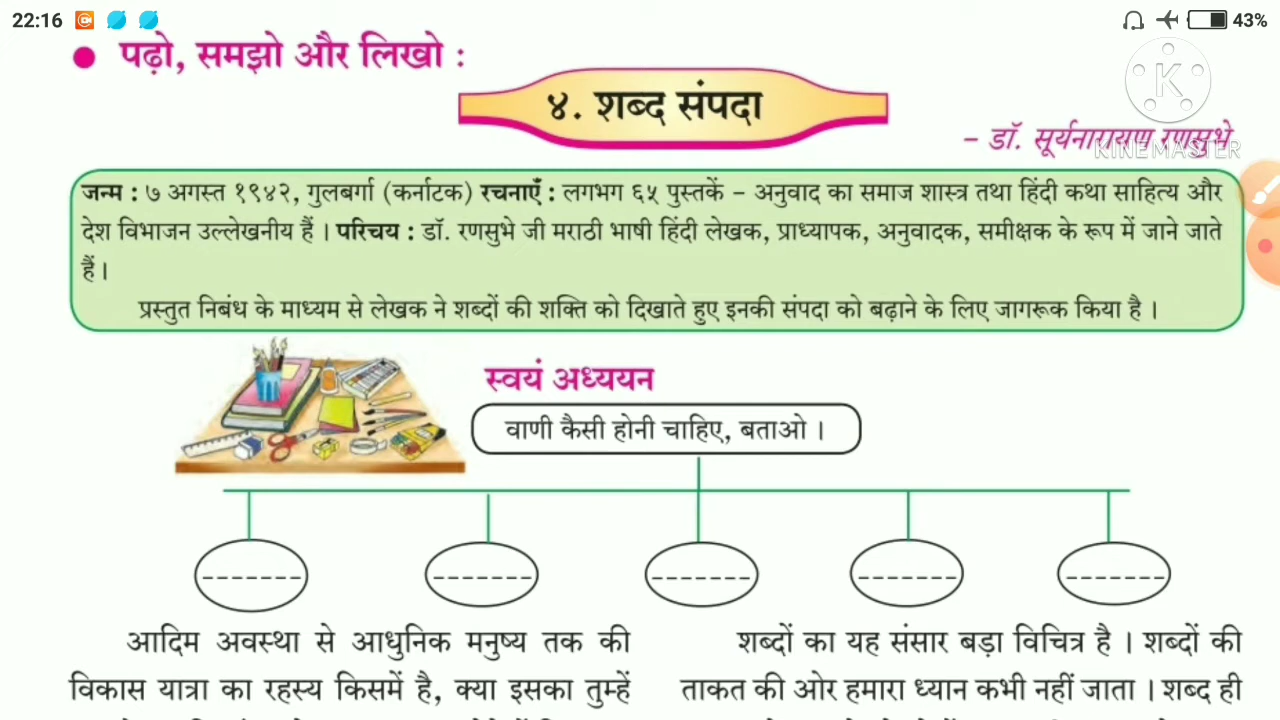 22:16
43%
● पढ़ो, समझो और लिखो :
४. शब्द संपदा
– डॉ. सूर्यनारायण रणसुभे
K
KINEMASTER
जन्म : ७ अगस्त १९४२, गुलबर्गा (कर्नाटक) रचनाएँ : लगभग ६५ पुस्तकें – अनुवाद का समाज शास्त्र तथा हिंदी कथा साहित्य और
देश विभाजन उल्लेखनीय हैं । परिचय : डॉ. रणसुभे जी मराठी भाषी हिंदी लेखक, प्राध्यापक, अनुवादक, समीक्षक के रूप में जाने जाते
हैं ।
प्रस्तुत निबंध के माध्यम से लेखक ने शब्दों की शक्ति को दिखाते हुए इनकी संपदा को बढ़ाने के लिए जागरूक किया है ।
स्वयं अध्ययन
वाणी कैसी होनी चाहिए, बताओ ।
आदिम अवस्था से आधुनिक मनुष्य तक की
विकास यात्रा का रहस्य किसमें है, क्या इसका तुम्हें
शब्दों का यह संसार बड़ा विचित्र है । शब्दों की
ताकत की ओर हमारा ध्यान कभी नहीं जाता । शब्द ही